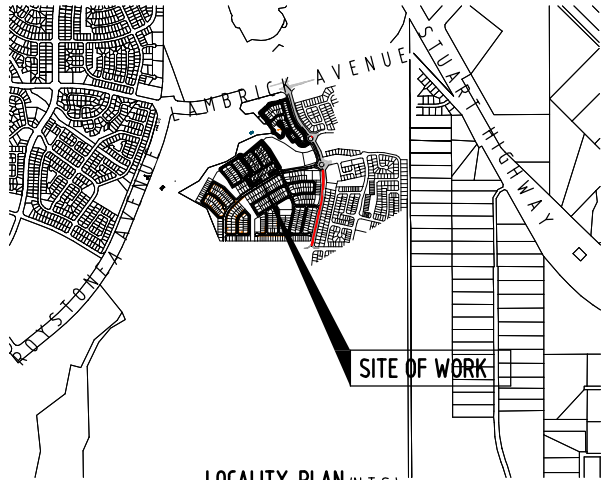 LAMBRICK AVENUE
STUART HIGHWAY
ROYSTONEA AVENUE
SITE OF WORK
LOCALITY PLAN (N.T.S.)